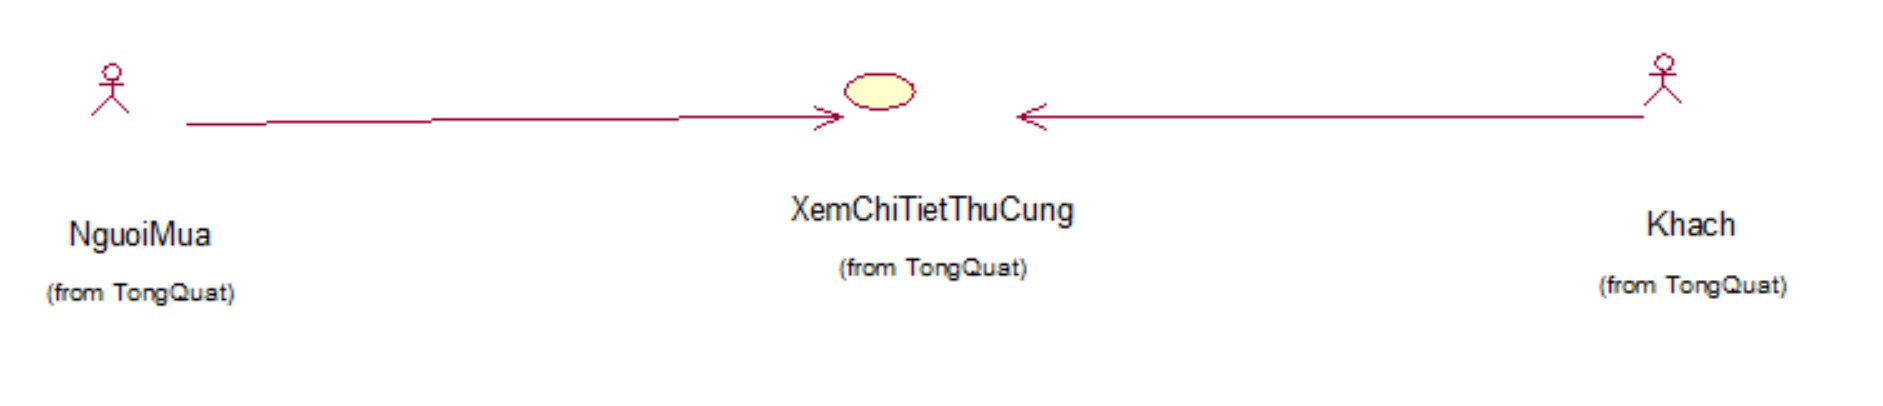 NguoiMua
(from TongQuat)
XemChiTietThuCung
(from TongQuat)
Khach
(from TongQuat)